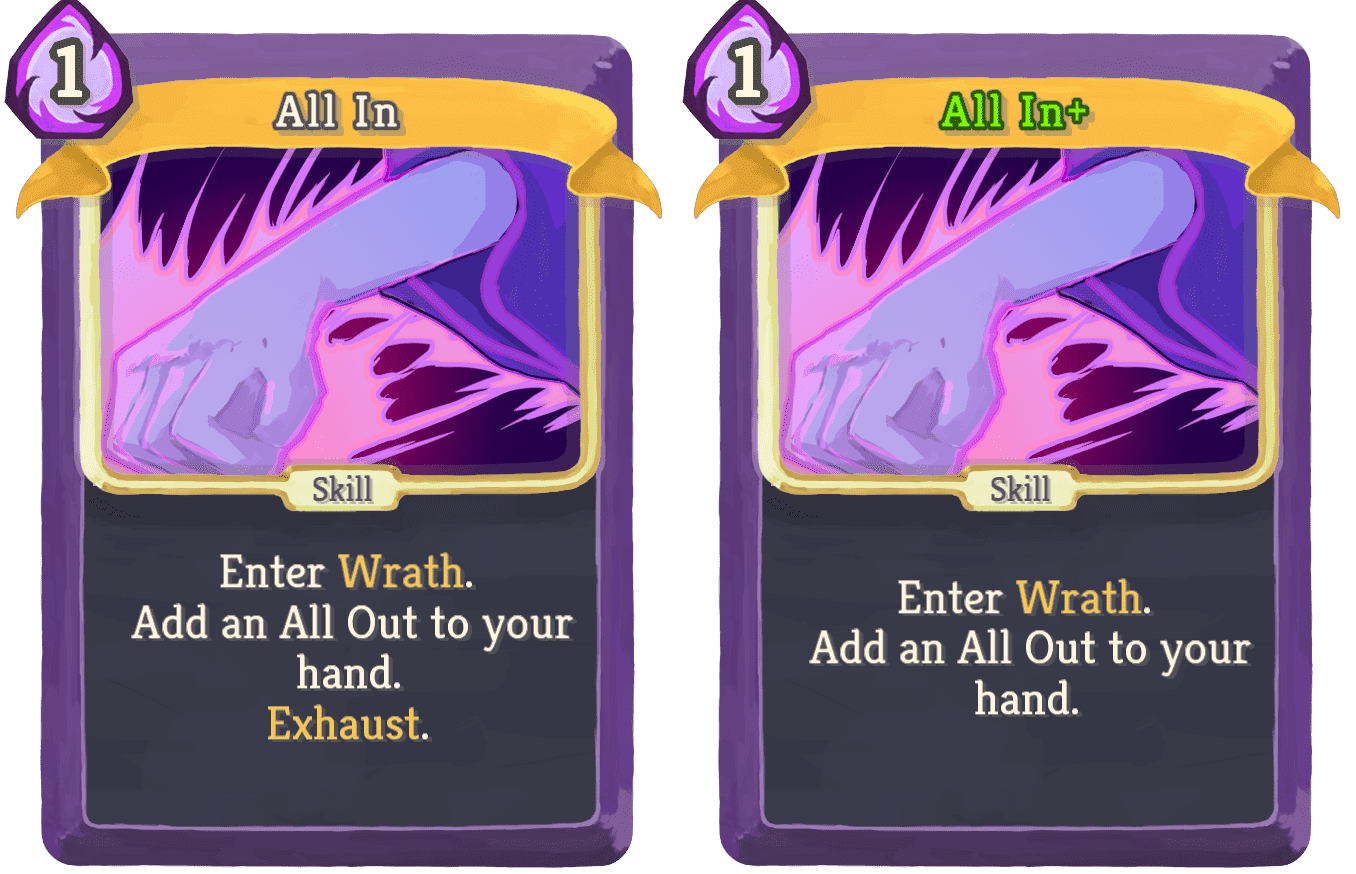 1
All In
Skill
Enter Wrath.
Add an All Out to your
hand.
Exhaust.
1
All In+
Skill
Enter Wrath.
Add an All Out to your
hand.